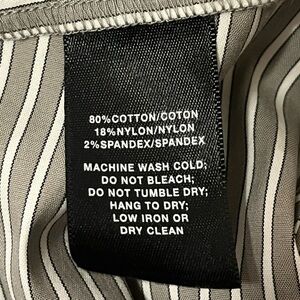 80%COTTON/COTON
18%NYLON/NYLON
2%SPANDEX/SPANDEX
MACHINE WASH COLD;
DO NOT BLEACH;
DO NOT TUMBLE DRY;
HANG TO DRY;
LOW IRON OR
DRY CLEAN